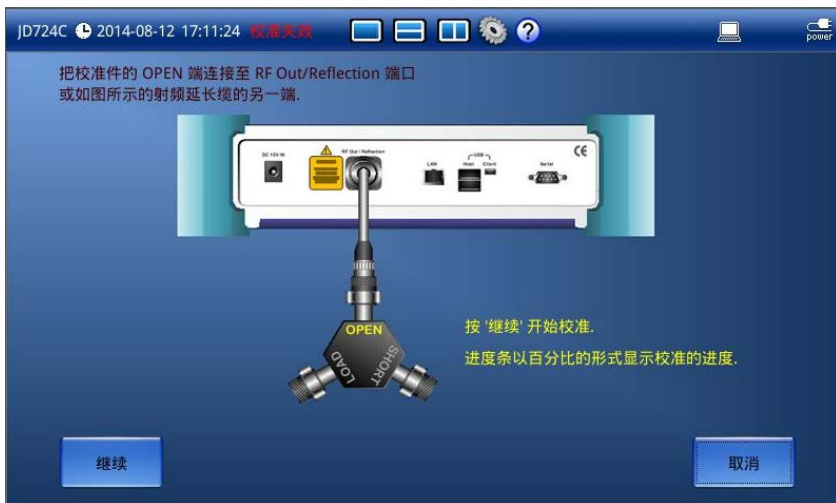 JD724C 2014-08-12 17:11:24 校准失效
power
把校准件的 OPEN 端连接至 RF Out/Reflection 端口
或如图所示的射频延长缆的另一端.
DC 15V IN
RF Out / Reflection
LAN
USB
Host Client
Serial
CE
OPEN
LOAD
SHORT
按 '继续' 开始校准.
进度条以百分比的形式显示校准的进度.
继续
取消